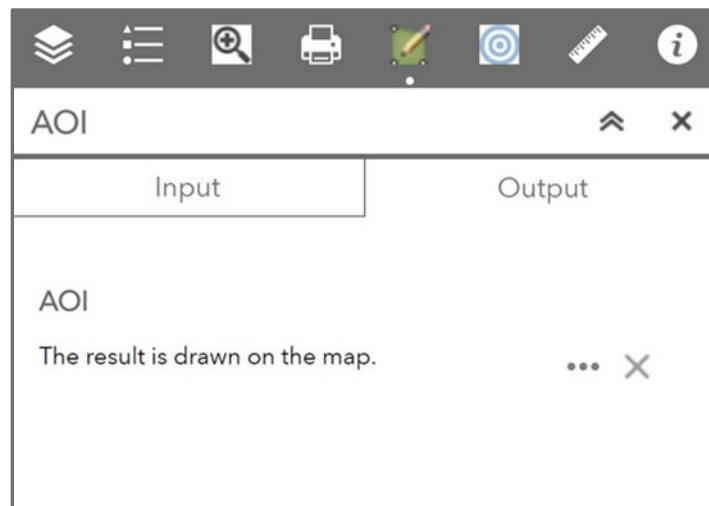 AOI
Input
Output
AOI
The result is drawn on the map.